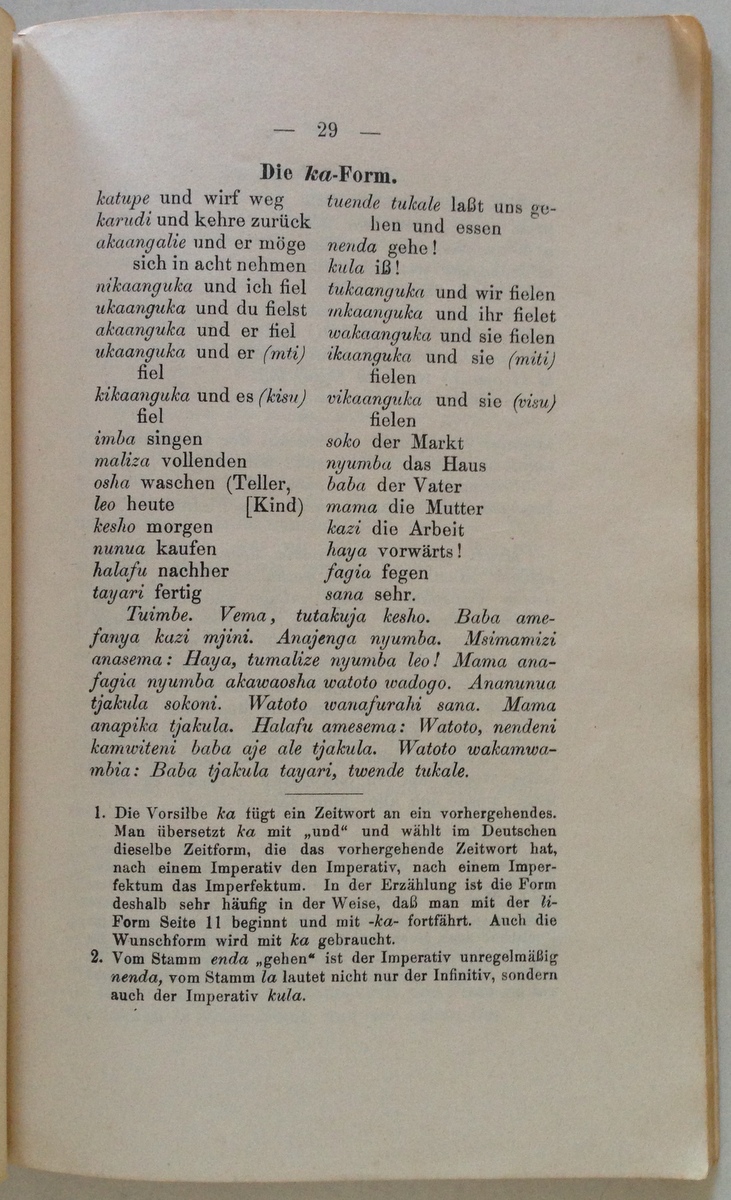 — 29 —
Die ka-Form.
katupe und wirf weg
karudi und kehre zurück
akaangalie und er möge
sich in acht nehmen
nikaanguka und ich fiel
ukaanguka und du fielst
akaanguka und er fiel
ukaanguka und er (mti)
fiel
kikaanguka und es (kisu)
fiel
imba singen
maliza vollenden
osha waschen (Teller,
leo heute [Kind)
kesho morgen
nunua kaufen
halafu nachher
tayari fertig
tuende tukale laßt uns ge-
hen und essen
nenda gehe!
kula iß!
tukaanguka und wir fielen
mkaanguka und ihr fielet
wakaanguka und sie fielen
ikaanguka und sie (miti)
fielen
vikaanguka und sie (visu)
fielen
soko der Markt
nyumba das Haus
baba der Vater
mama die Mutter
kazi die Arbeit
haya vorwärts!
fagia fegen
sana sehr.
Tuimbe. Vema, tutakuja kesho. Baba ame-
fanya kazi mjini. Anajenga nyumba. Msimamizi
anasema: Haya, tumalize nyumba leo! Mama ana-
fagia nyumba akawaosha watoto wadogo. Ananunua
tjakula sokoni. Watoto wanafurahi sana. Mama
anapika tjakula. Halafu amesema: Watoto, nendeni
kamwiteni baba aje ale tjakula. Watoto wakamwa-
mbia: Baba tjakula tayari, twende tukale.
1. Die Vorsilbe ka fügt ein Zeitwort an ein vorhergehendes.
Man übersetzt ka mit „und“ und wählt im Deutschen
dieselbe Zeitform, die das vorhergehende Zeitwort hat,
nach einem Imperativ den Imperativ, nach einem Imper-
fektum das Imperfektum. In der Erzählung ist die Form
deshalb sehr häufig in der Weise, daß man mit der li-
Form Seite 11 beginnt und mit -ka- fortfährt. Auch die
Wunschform wird mit ka gebraucht.
2. Vom Stamm enda „gehen“ ist der Imperativ unregelmäßig
nenda, vom Stamm la lautet nicht nur der Infinitiv, sondern
auch der Imperativ kula.